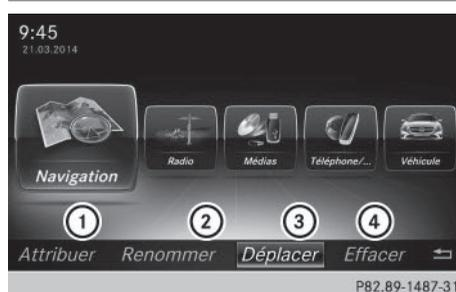 9:45
21.03.2014
Navigation
Radio
Médias
Téléphone/...
Véhicule
1 2 3 4
Attribuer Renommer Déplacer Effacer
P82.89-1487-31